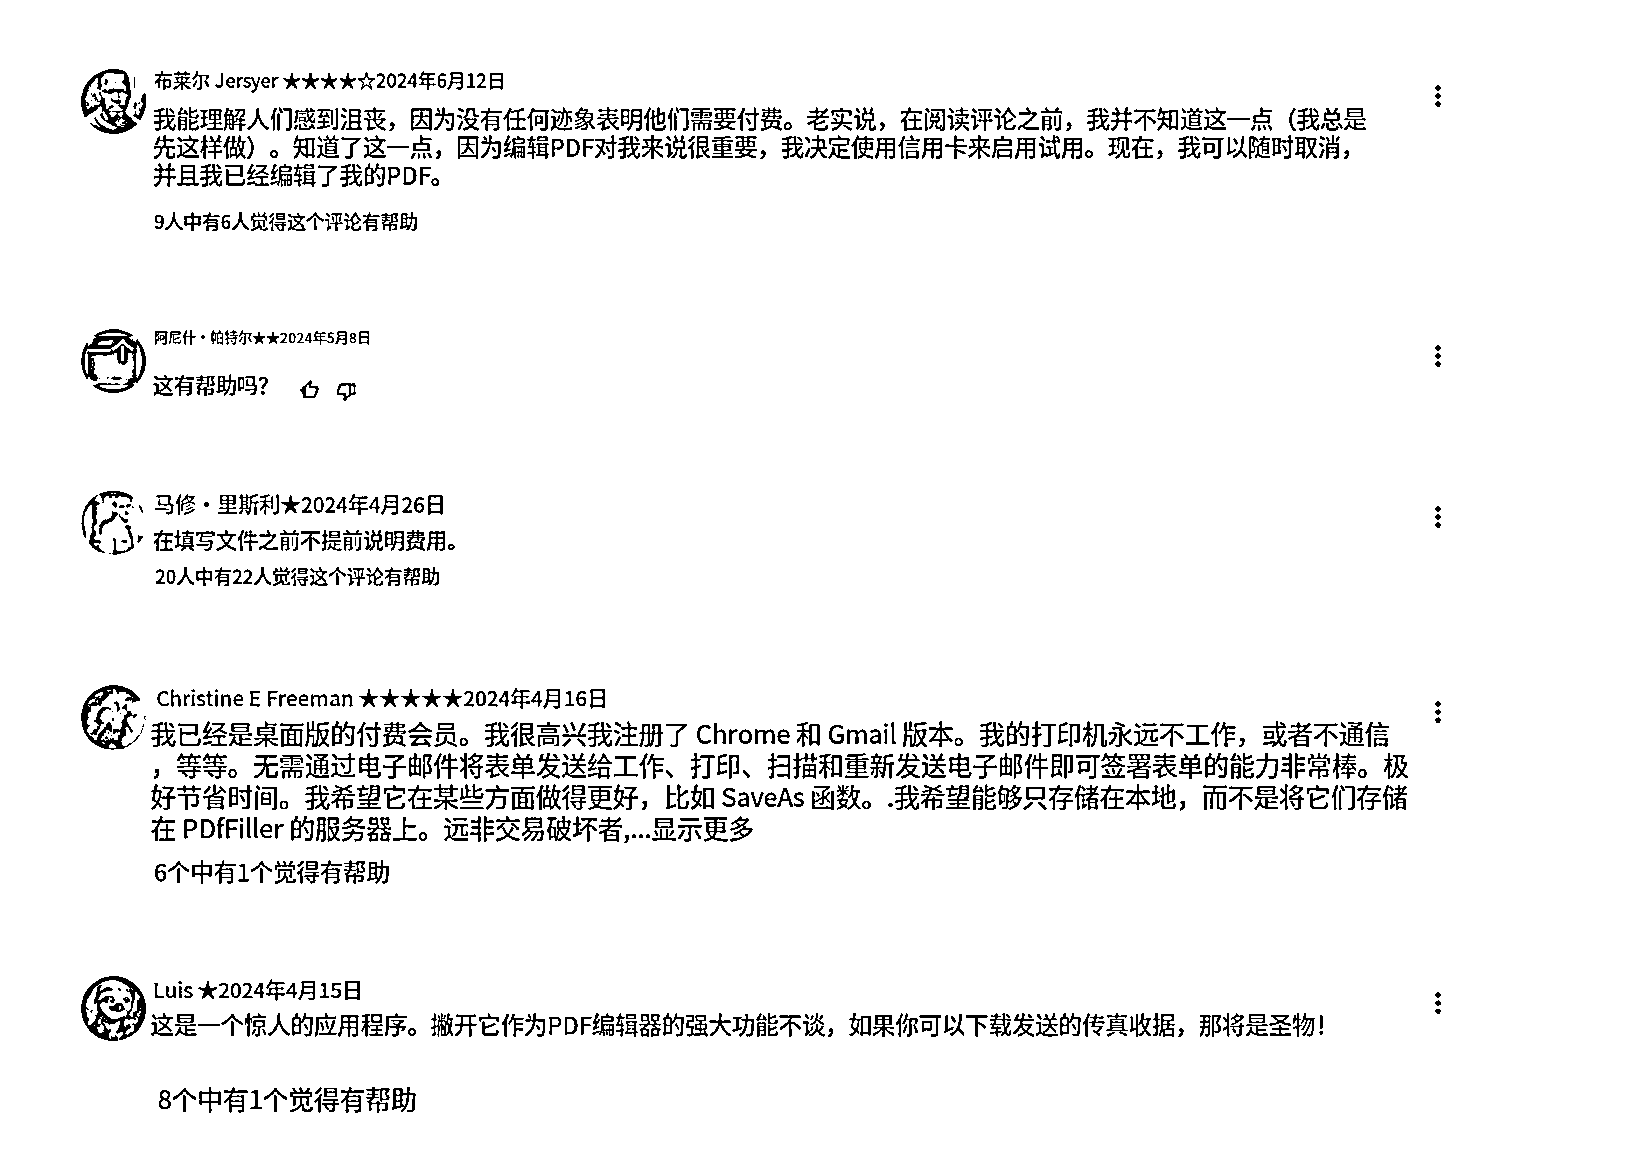 布莱尔 Jersyer ★★★★☆2024年6月12日
我能理解人们感到沮丧，因为没有任何迹象表明他们需要付费。老实说，在阅读评论之前，我并不知道这一点（我总是
先这样做）。知道了这一点，因为编辑PDF对我来说很重要，我决定使用信用卡来启用试用。现在，我可以随时取消，
并且我已经编辑了我的PDF。
9人中有6人觉得这个评论有帮助
阿尼什·帕特尔★★2024年5月8日
这有帮助吗？
马修·里斯利★2024年4月26日
在填写文件之前不提前说明费用。
20人中有22人觉得这个评论有帮助
Christine E Freeman ★★★★★2024年4月16日
我已经是桌面版的付费会员。我很高兴我注册了 Chrome 和 Gmail 版本。我的打印机永远不工作，或者不通信
，等等。无需通过电子邮件将表单发送给工作、打印、扫描和重新发送电子邮件即可签署表单的能力非常棒。极
好节省时间。我希望它在某些方面做得更好，比如 SaveAs 函数。.我希望能够只存储在本地，而不是将它们存储
在 PDfFiller 的服务器上。远非交易破坏者,...显示更多
6个中有1个觉得有帮助
Luis ★2024年4月15日
这是一个惊人的应用程序。撇开它作为PDF编辑器的强大功能不谈，如果你可以下载发送的传真收据，那将是圣物！
8个中有1个觉得有帮助